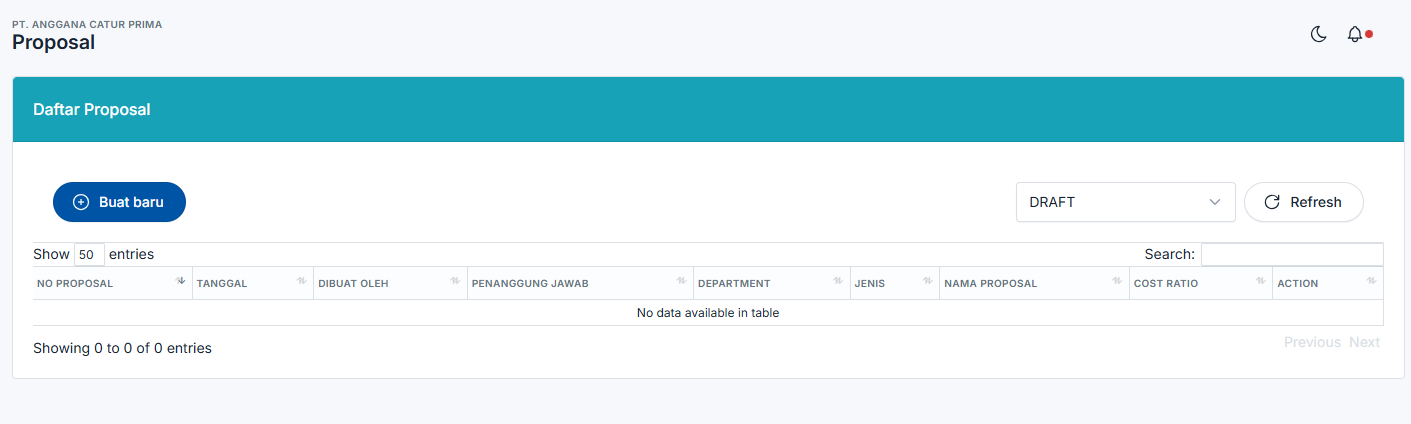 PT. ANGGANA CATUR PRIMA
Proposal
Daftar Proposal
Buat baru
DRAFT
Refresh
Show 50 entries
Search:
NO PROPOSAL TANGGAL DIBUAT OLEH PENANGGUNG JAWAB DEPARTMENT JENIS NAMA PROPOSAL COST RATIO ACTION
No data available in table
Showing 0 to 0 of 0 entries
Previous Next